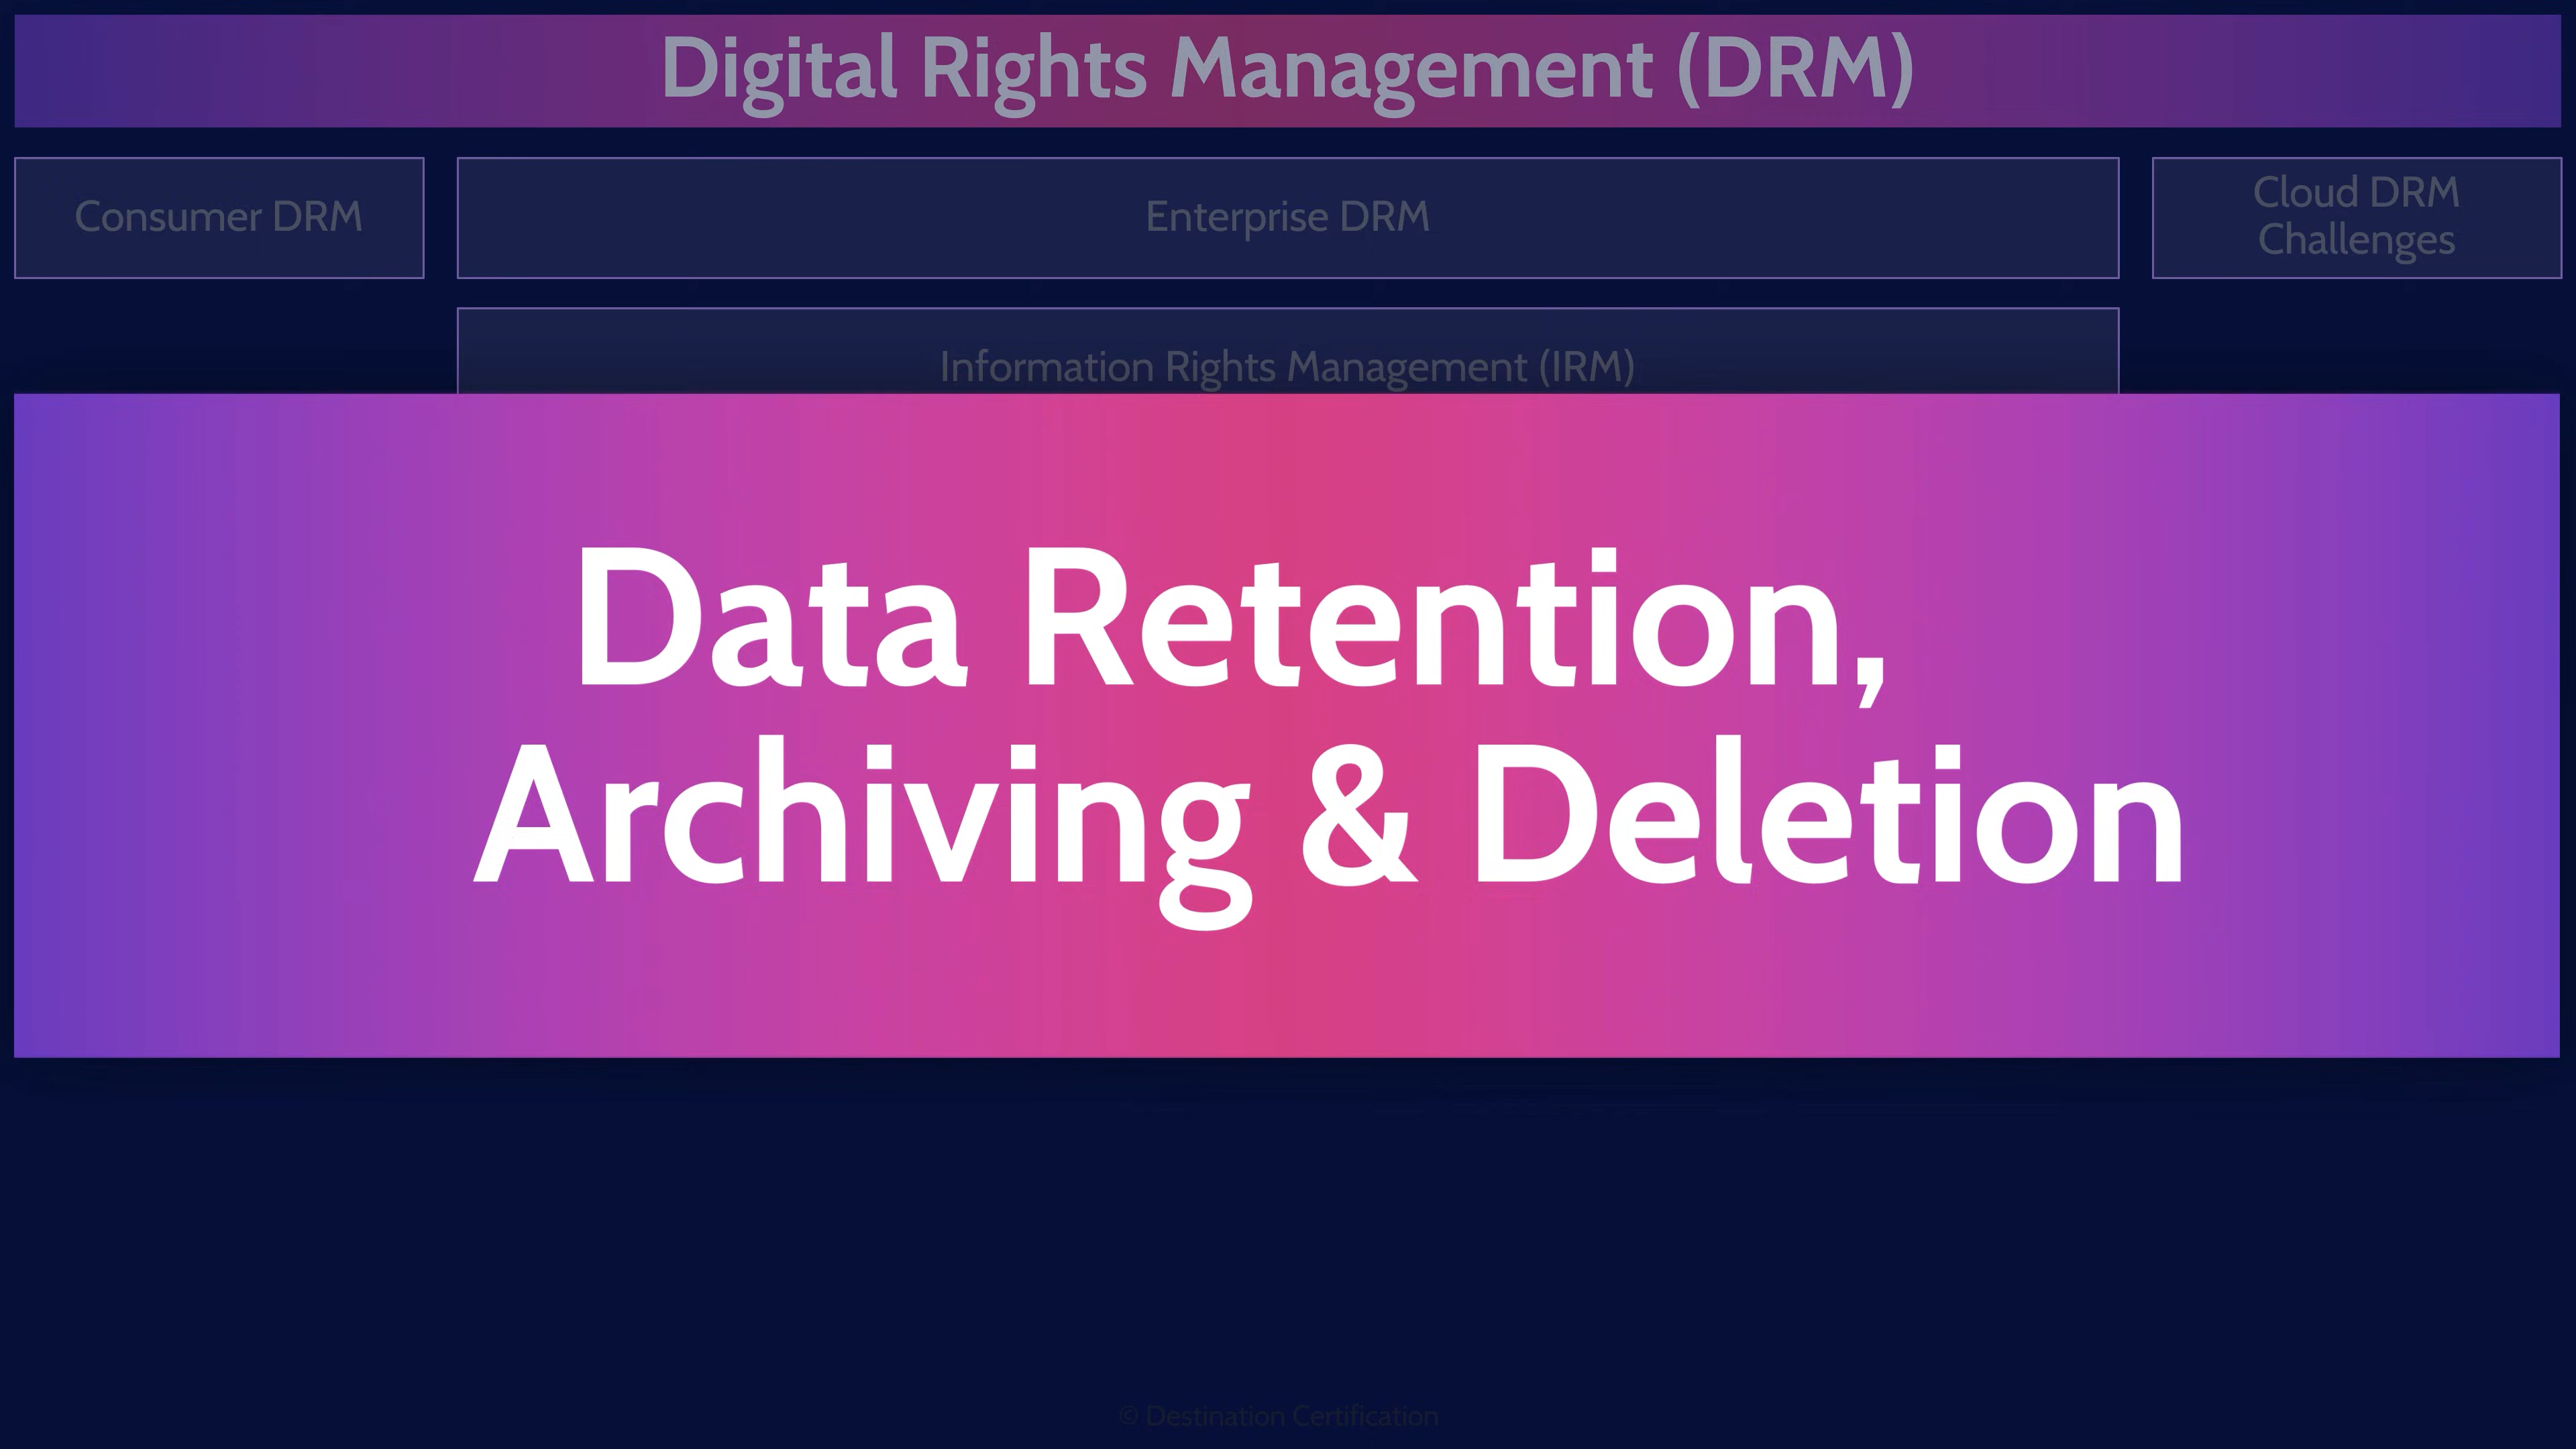 Digital Rights Management (DRM)
Consumer DRM
Enterprise DRM
Cloud DRM
Challenges
Information Rights Management (IRM)
Data Retention,
Archiving & Deletion
© Destination Certification